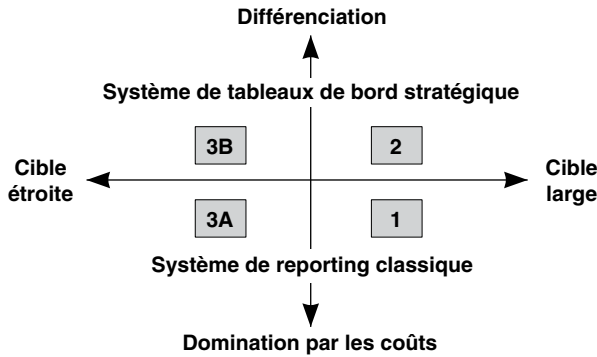 Différenciation
Système de tableaux de bord stratégique
3B 2
Cible
étroite
Cible
large
3A 1
Système de reporting classique
Domination par les coûts